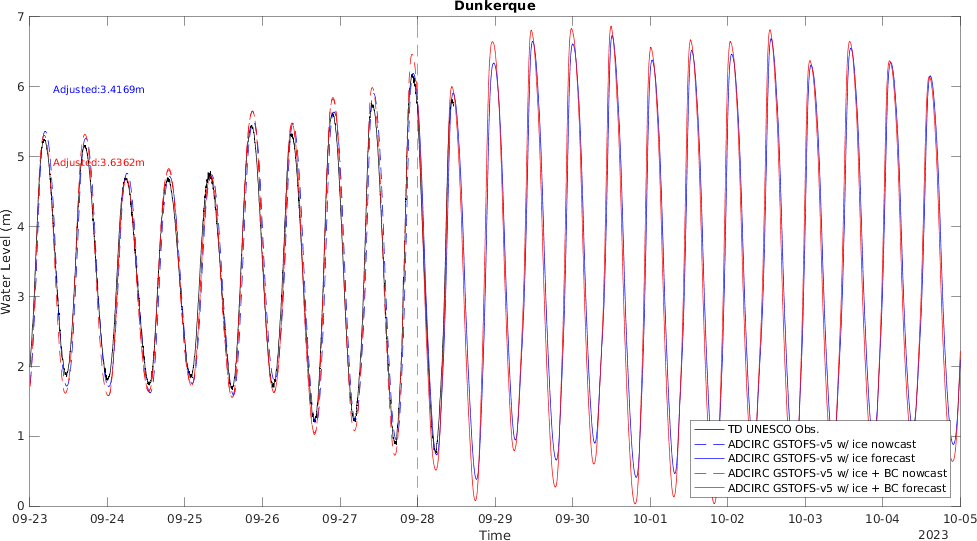 Dunkerque
Water Level (m)
7
6
5
4
3
2
1
0
Adjusted:3.4169m
Adjusted:3.6362m
TD UNESCO Obs.
ADCIRC GSTOFS-v5 w/ ice nowcast
ADCIRC GSTOFS-v5 w/ ice forecast
ADCIRC GSTOFS-v5 w/ ice + BC nowcast
ADCIRC GSTOFS-v5 w/ ice + BC forecast
09-23 09-24 09-25 09-26 09-27 09-28 09-29 09-30 10-01 10-02 10-03 10-04 10-05
Time
2023